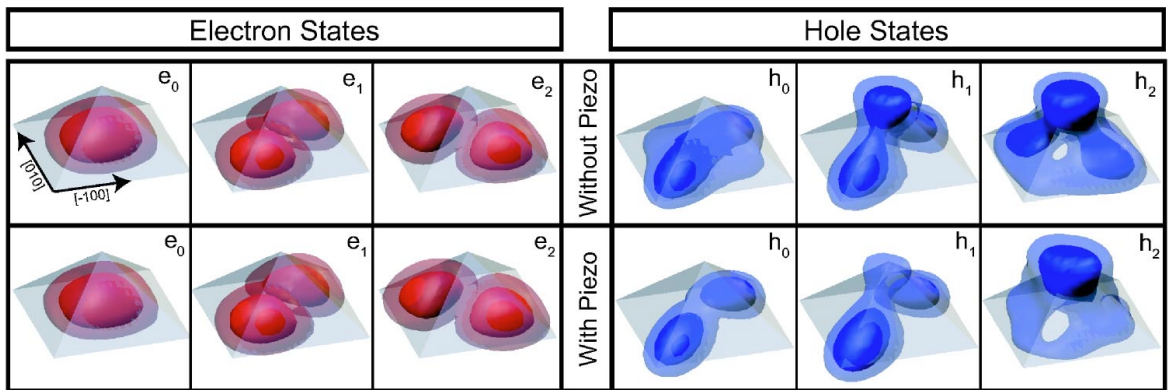 Electron States
Hole States
e0
e1
e2
Without Piezo
h0
h1
h2
[010]
[-100]
e0
e1
e2
With Piezo
h0
h1
h2